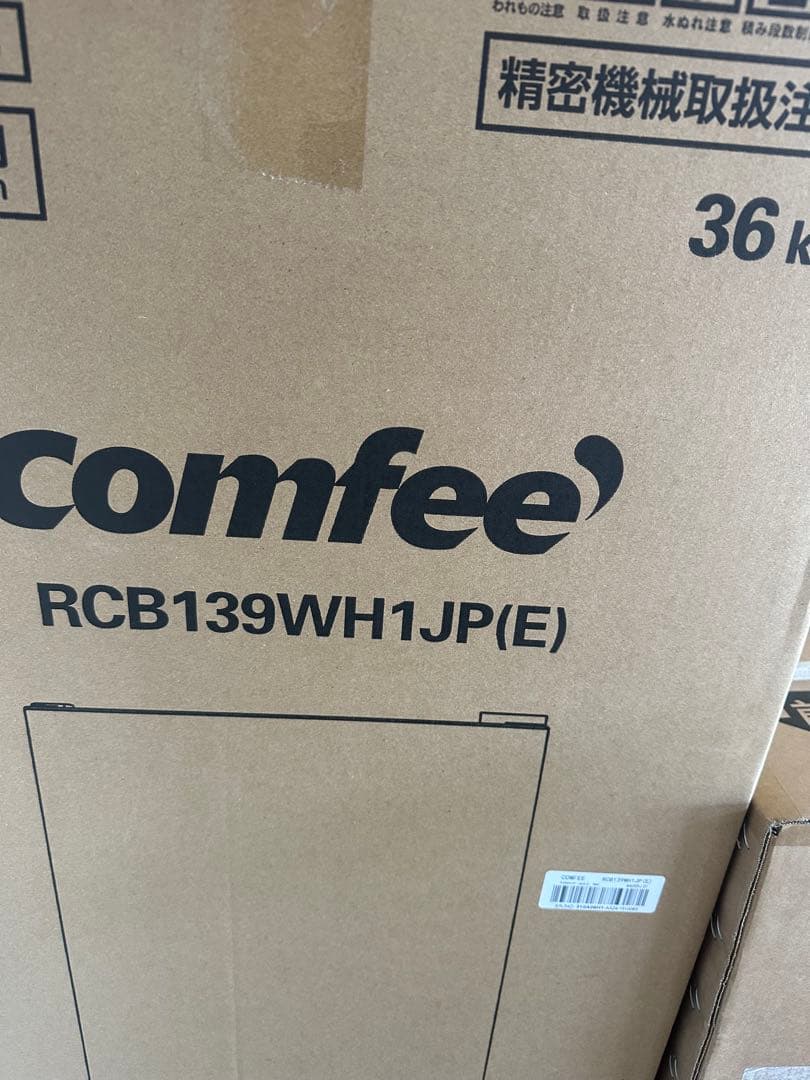 われもの注意 取扱注意 水ぬれ注意 積み段数制
精密機械取扱注
36 k
comfee'
RCB139WH1JP(E)
COMFEE RCB139WH1JP(E)